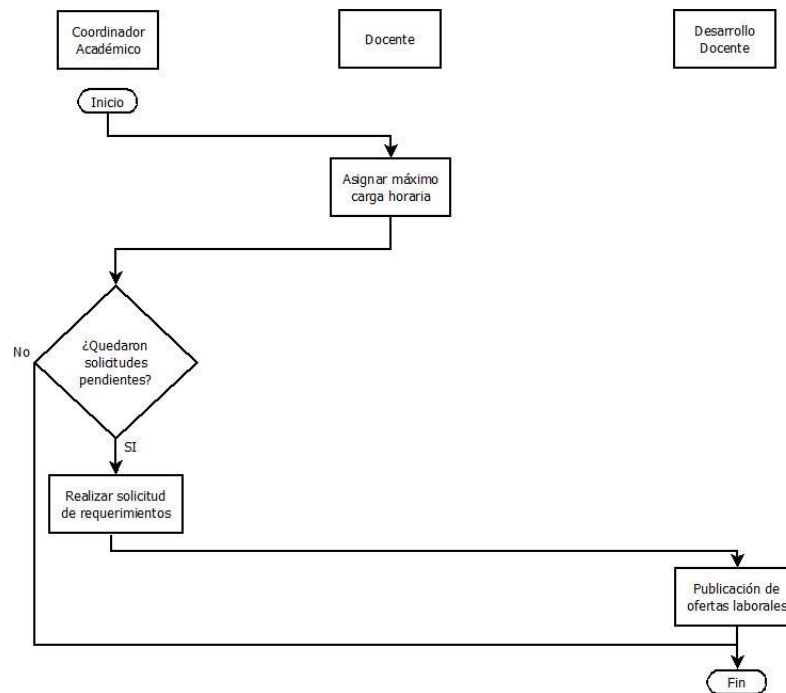 Coordinador
Académico
Docente
Desarrollo
Docente
Inicio
Asignar máximo
carga horaria
No
¿Quedaron
solicitudes
pendientes?
SI
Realizar solicitud
de requerimientos
Publicación de
ofertas laborales
Fin